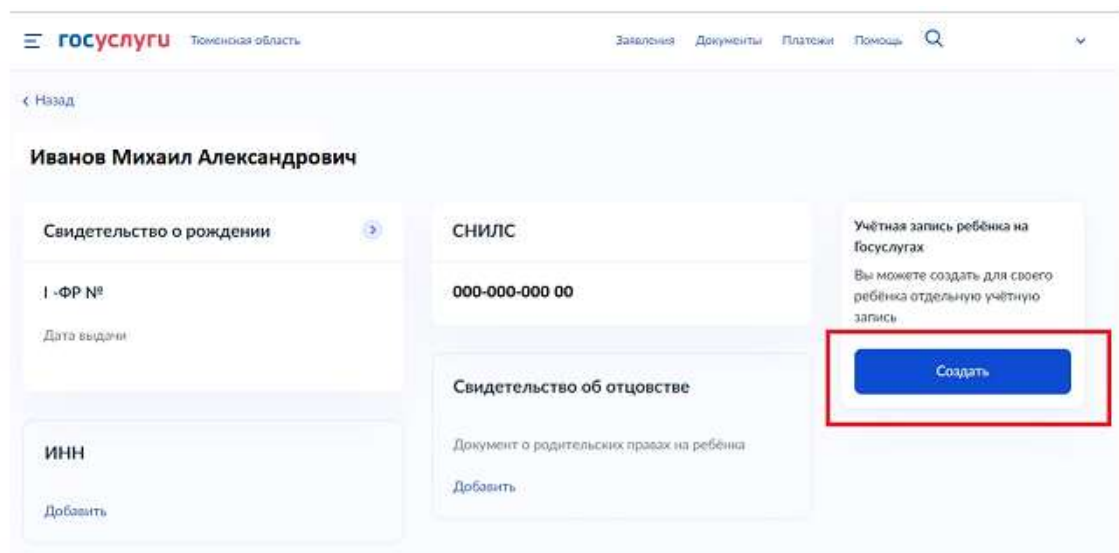 госуслуги Тюменская область Заявления Документы Платежи Помощь
Назад
Иванов Михаил Александрович
Свидетельство о рождении
I -ФР №
Дата выдачи
ИНН
Добавить
СНИЛС
000-000-000 00
Свидетельство об отцовстве
Документ о родительских правах на ребёнка
Добавить
Учётная запись ребёнка на
Госуслугах
Вы можете создать для своего
ребёнка отдельную учётную
запись
Создать